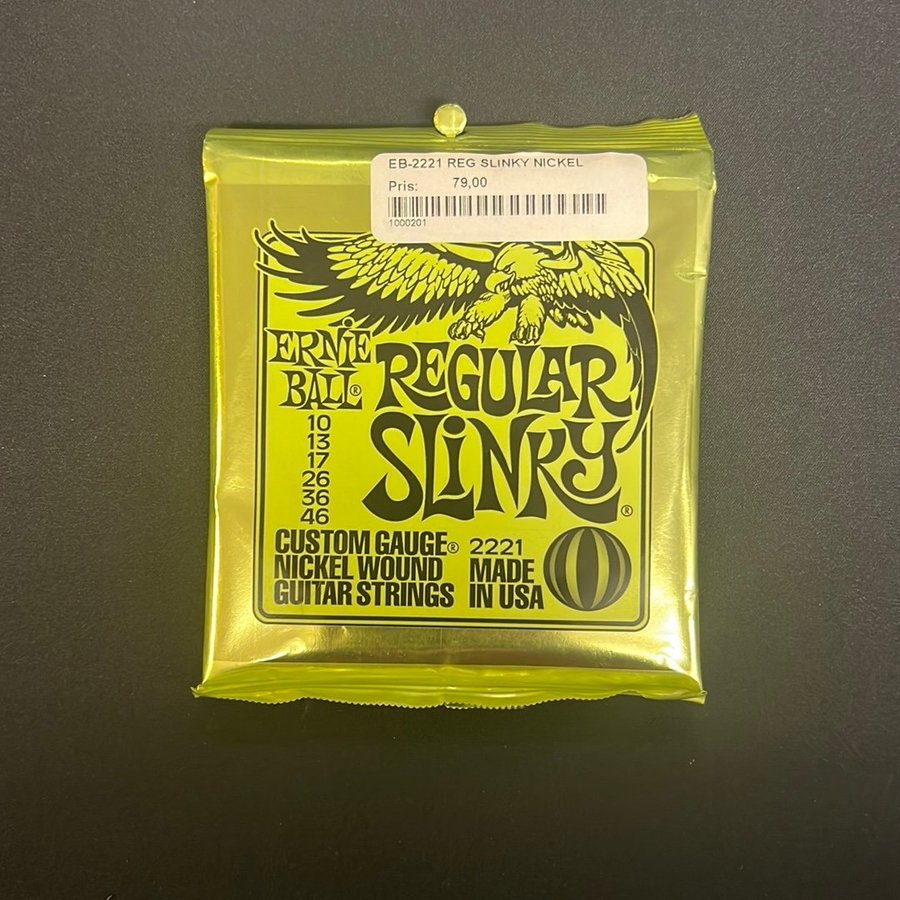 EB-2221 REG SLINKY NICKEL
Pris: 79,00
1000201
ERNIE
BALL®
REGULAR
SLINKY®
10
13
17
26
36
46
CUSTOM GAUGE®
NICKEL WOUND
GUITAR STRINGS
2221
MADE
IN USA